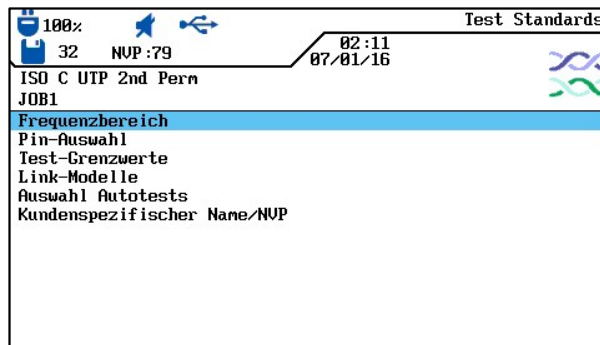 100% Test Standards
32 NVP:79 02:11
07/01/16
ISO C UTP 2nd Perm
JOB1
Frequenzbereich
Pin-Auswahl
Test-Grenzwerte
Link-Modelle
Auswahl Autotests
Kundenspezifischer Name/NVP